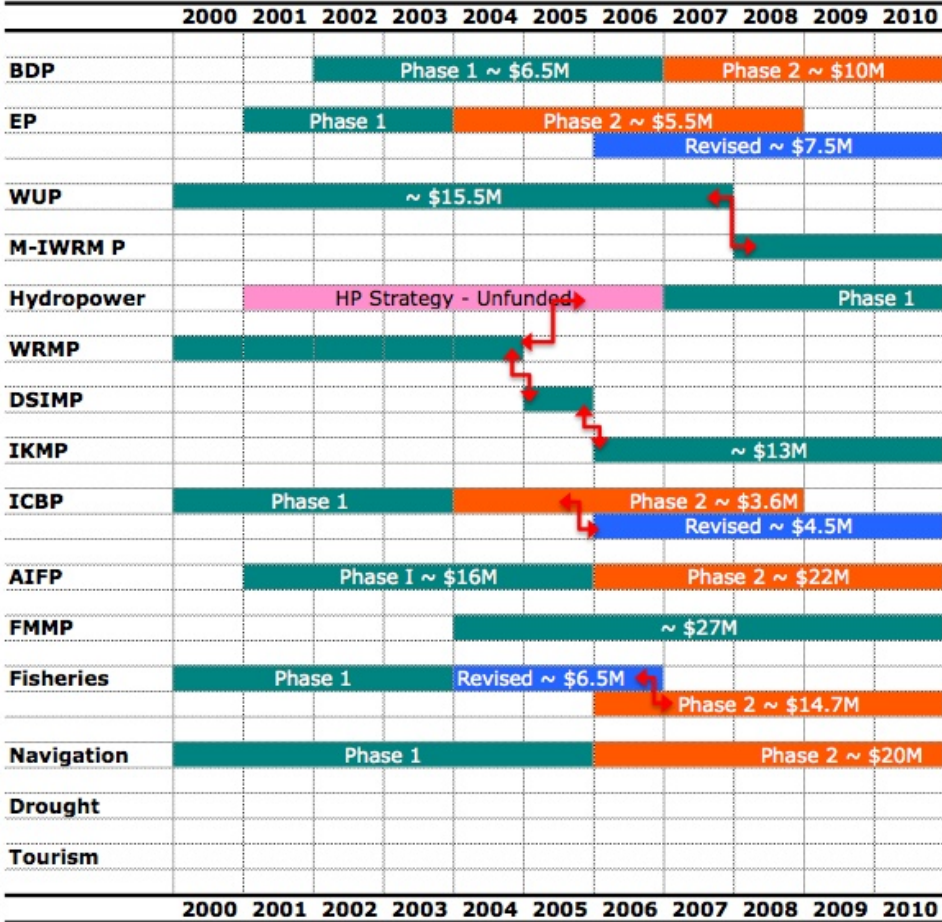 2000 2001 2002 2003 2004 2005 2006 2007 2008 2009 2010
BDP Phase 1 ~ $6.5M Phase 2 ~ $10M
EP Phase 1 Phase 2 ~ $5.5M
Revised ~ $7.5M
WUP ~ $15.5M
M-IWRM P
Hydropower HP Strategy - Unfunded Phase 1
WRMP
DSIMP
IKMP ~ $13M
ICBP Phase 1 Phase 2 ~ $3.6M
Revised ~ $4.5M
AIFP Phase I ~ $16M Phase 2 ~ $22M
FMMP ~ $27M
Fisheries Phase 1 Revised ~ $6.5M
Phase 2 ~ $14.7M
Navigation Phase 1 Phase 2 ~ $20M
Drought
Tourism
2000 2001 2002 2003 2004 2005 2006 2007 2008 2009 2010